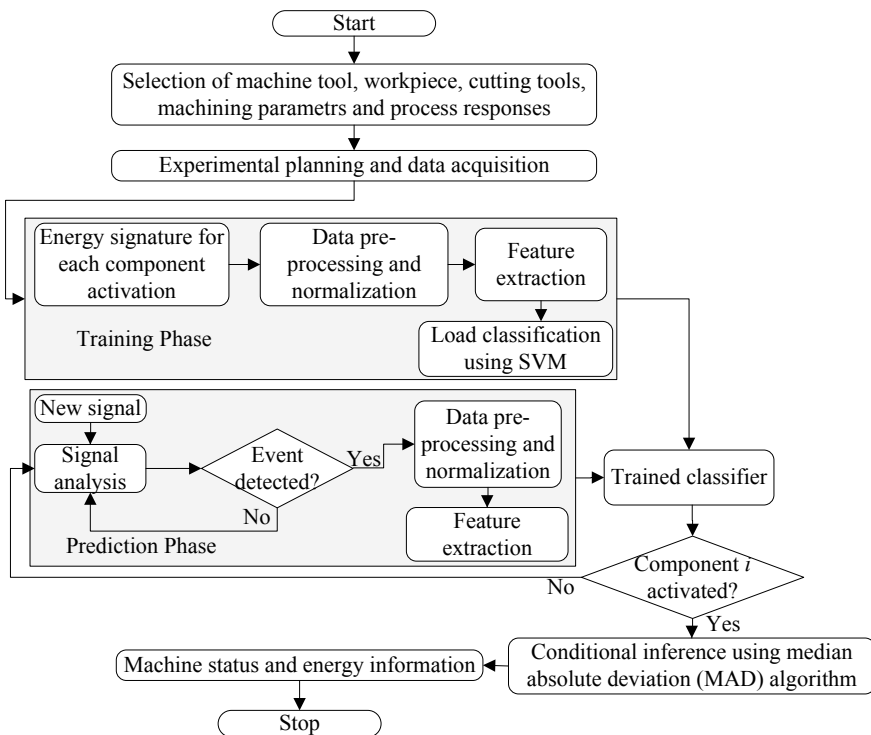 Start
Selection of machine tool, workpiece, cutting tools,
machining parametrs and process responses
Experimental planning and data acquisition
Energy signature for
each component
activation
Data pre-
processing and
normalization
Feature
extraction
Load classification
using SVM
Training Phase
New signal
Signal
analysis
Event
detected?
Yes
No
Data pre-
processing and
normalization
Feature
extraction
Prediction Phase
Trained classifier
Component i
activated?
No
Yes
Conditional inference using median
absolute deviation (MAD) algorithm
Machine status and energy information
Stop